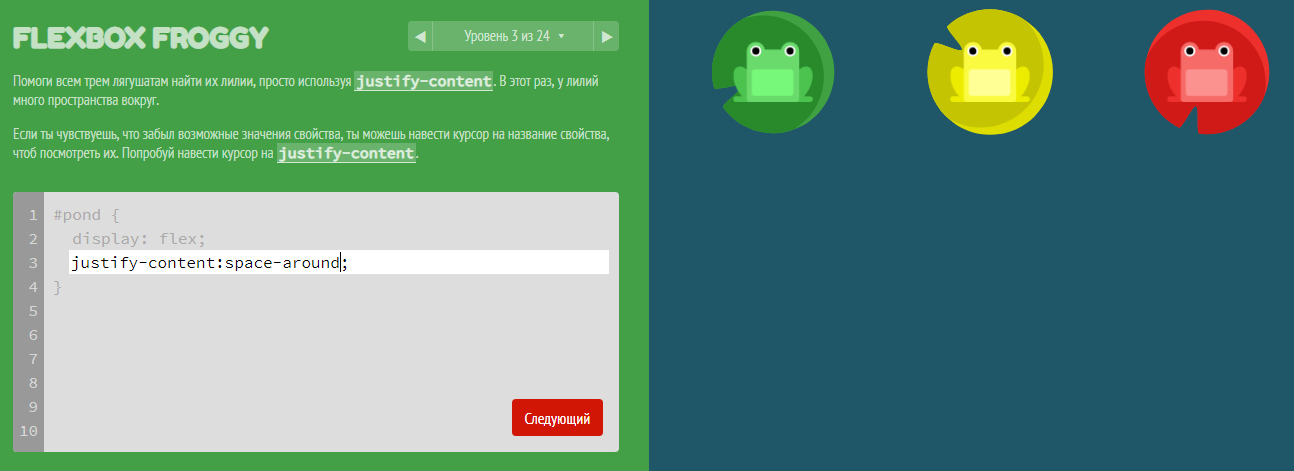 FLEXBOX FROGGY
◀ Уровень 3 из 24 ▾ ▶
Помоги всем трем лягушатам найти их лилии, просто используя justify-content. В этот раз, у лилий
много пространства вокруг.
Если ты чувствуешь, что забыл возможные значения свойства, ты можешь навести курсор на название свойства,
чтоб посмотреть их. Попробуй навести курсор на justify-content.
1 #pond {
2 display: flex;
3 justify-content:space-around;
4 }
5
6
7
8
9
10
Следующий